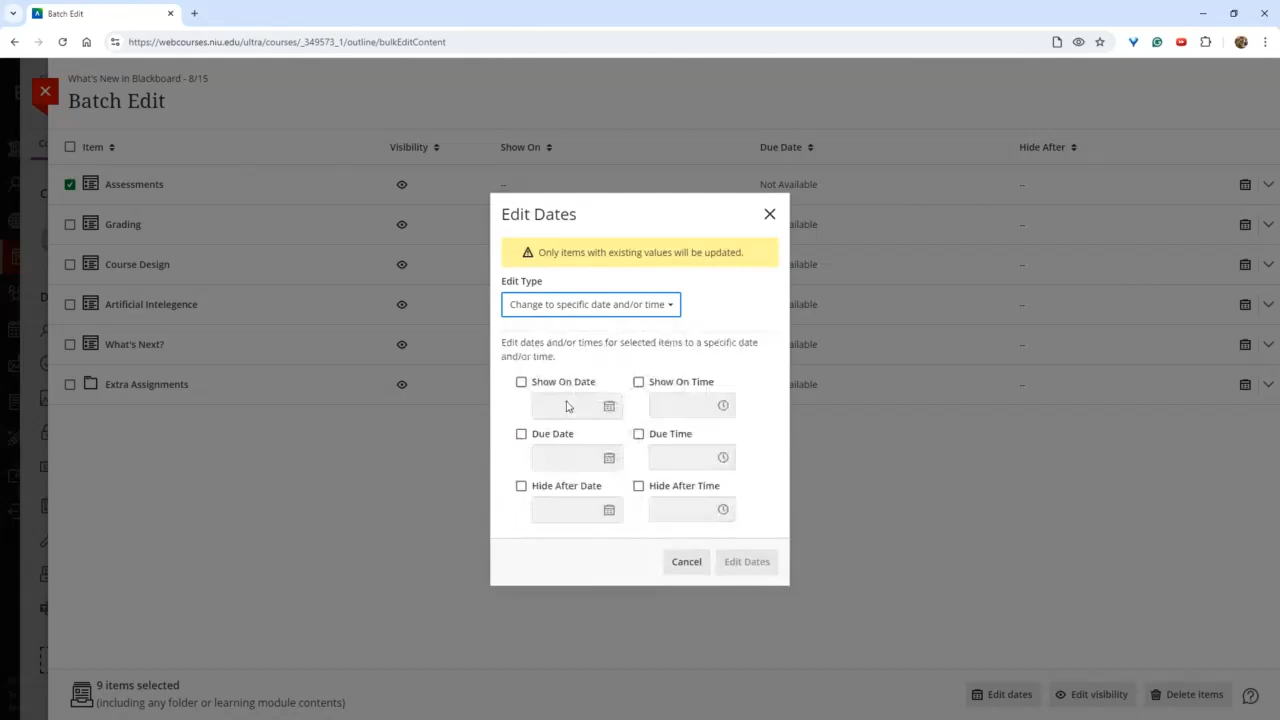 Batch Edit
https://webcourses.niu.edu/ultra/courses/_349573_1/outline/bulkEditContent
What's New in Blackboard - 8/15
Batch Edit
Item Visibility Show On Due Date Hide After
Assessments -- Not Available --
Grading ailable --
Course Design ailable --
Artificial Intelegence ailable --
What's Next? ailable --
Extra Assignments ailable --
Edit Dates
Only items with existing values will be updated.
Edit Type
Change to specific date and/or time
Edit dates and/or times for selected items to a specific date
and/or time.
Show On Date Show On Time
Due Date Due Time
Hide After Date Hide After Time
Cancel Edit Dates
9 items selected
(including any folder or learning module contents)
Edit dates Edit visibility Delete items